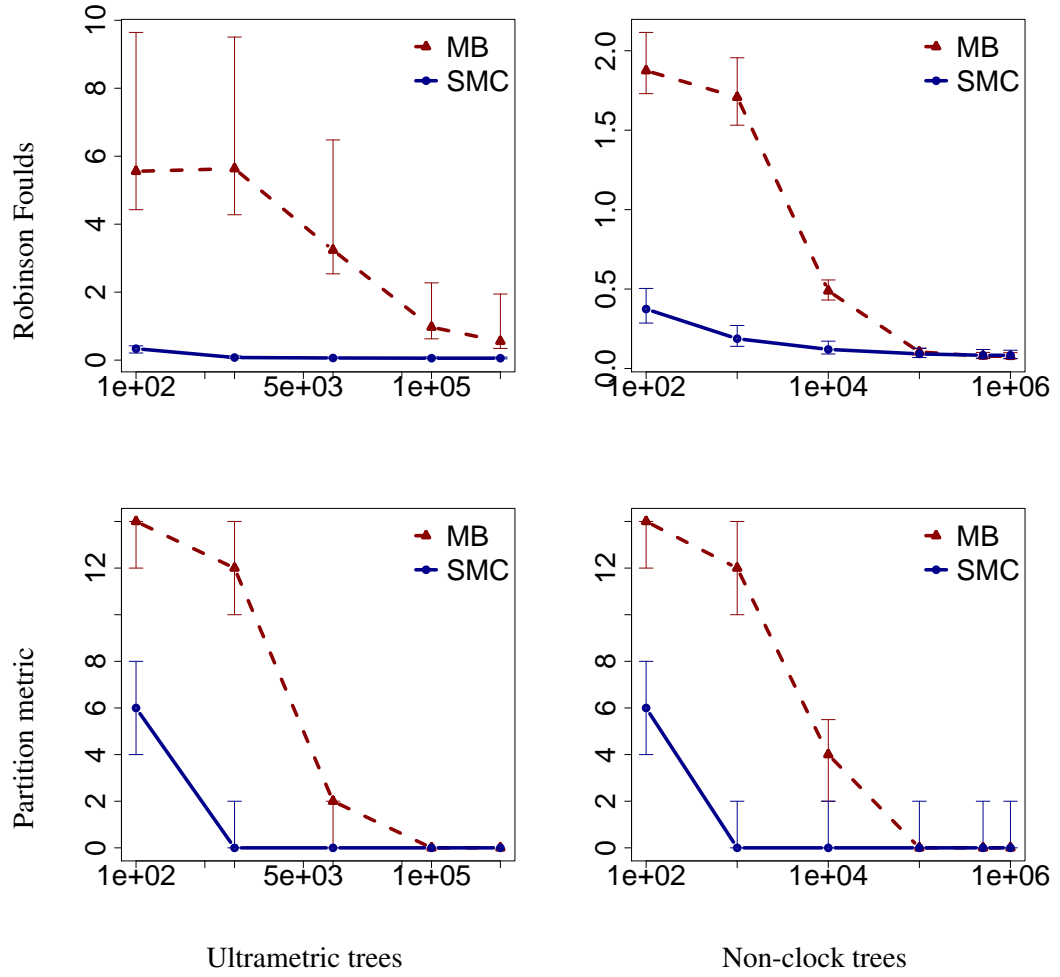 Robinson Foulds
10
8
6
4
2
0
1e+02 5e+03 1e+05
MB
SMC
2.0
1.5
1.0
0.5
0.0
1e+02 1e+04 1e+06
MB
SMC
Partition metric
12
8
6
4
2
0
1e+02 5e+03 1e+05
MB
SMC
12
8
6
4
2
0
1e+02 1e+04 1e+06
MB
SMC
Ultrametric trees
Non-clock trees